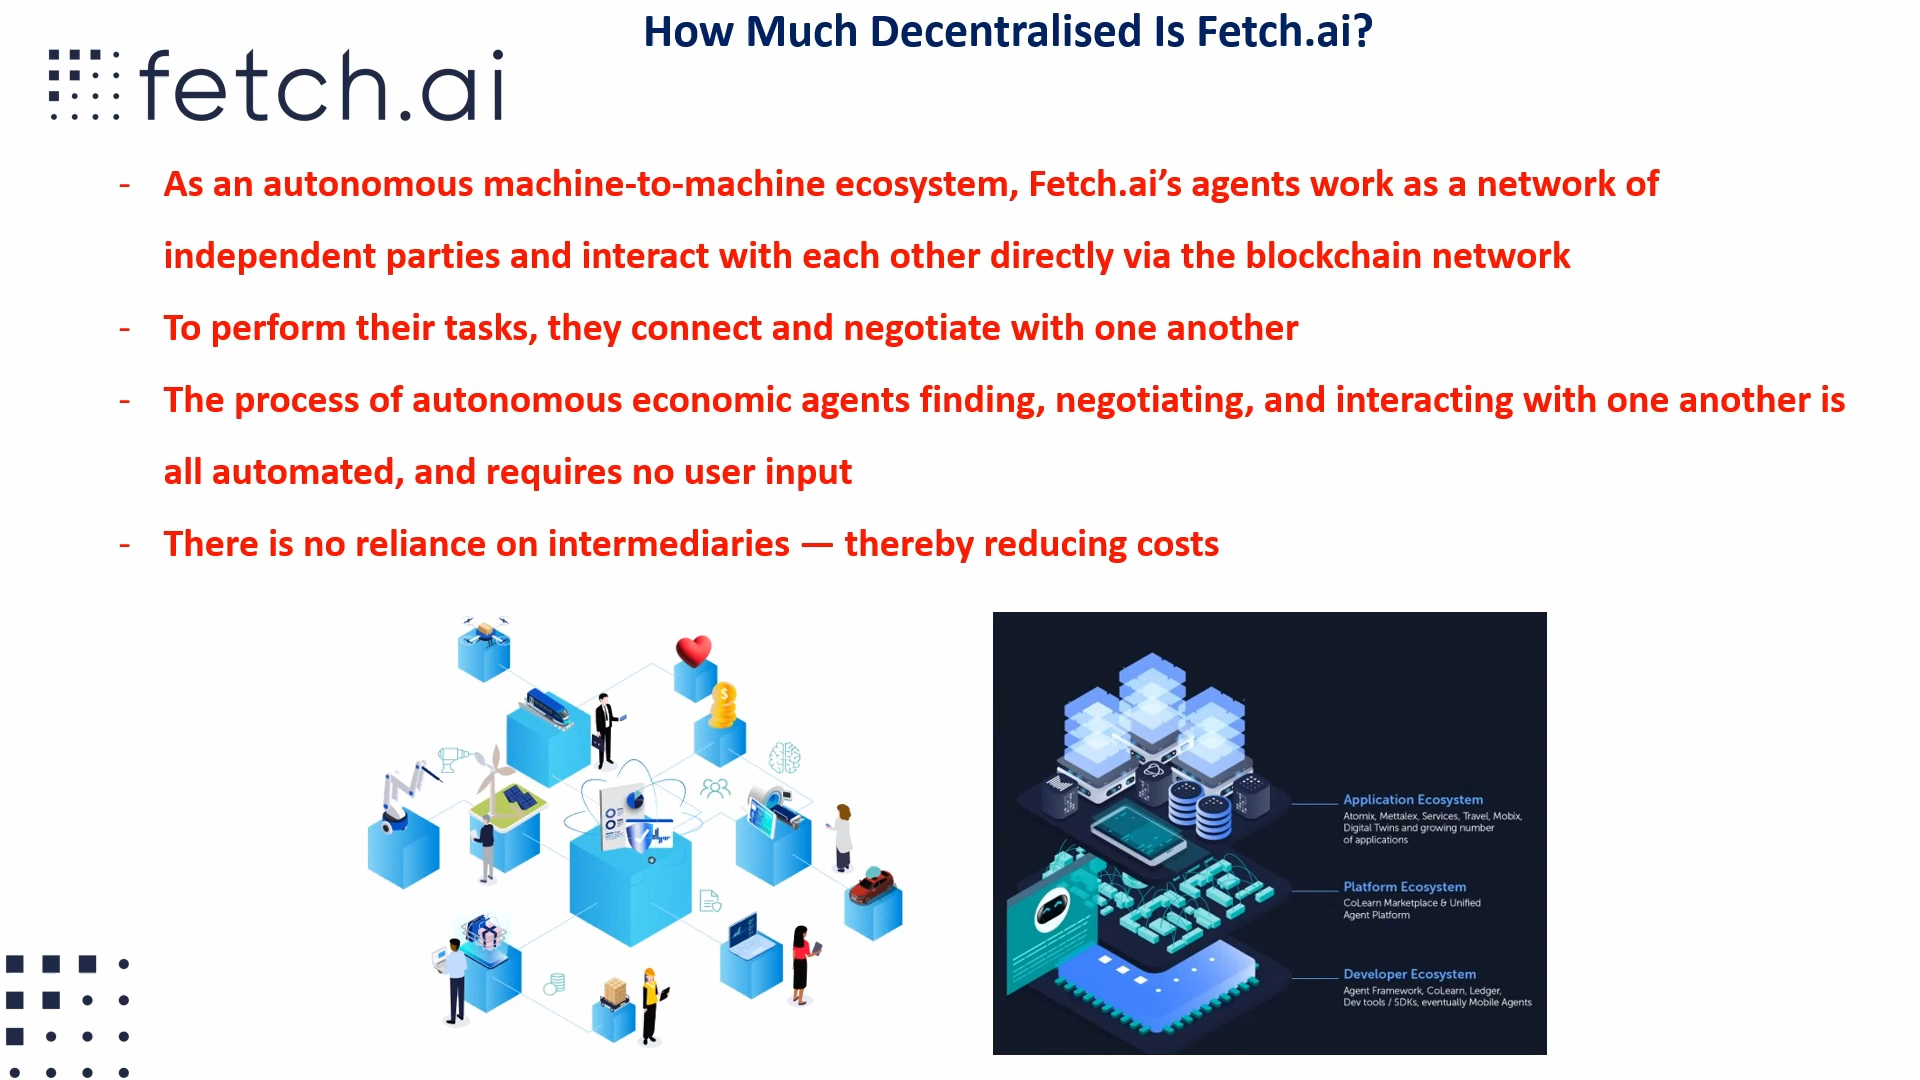 How Much Decentralised Is Fetch.ai?
fetch.ai
- As an autonomous machine-to-machine ecosystem, Fetch.ai’s agents work as a network of
independent parties and interact with each other directly via the blockchain network
- To perform their tasks, they connect and negotiate with one another
- The process of autonomous economic agents finding, negotiating, and interacting with one another is
all automated, and requires no user input
- There is no reliance on intermediaries — thereby reducing costs
$
Application Ecosystem
Atomix, Mettalex, Services, Travel, Mobix,
Digital Twins and growing number
of applications
Platform Ecosystem
CoLearn Marketplace & Unified
Agent Platform
Developer Ecosystem
Agent Framework, CoLearn, Ledger,
Dev tools / SDKs, eventually Mobile Agents